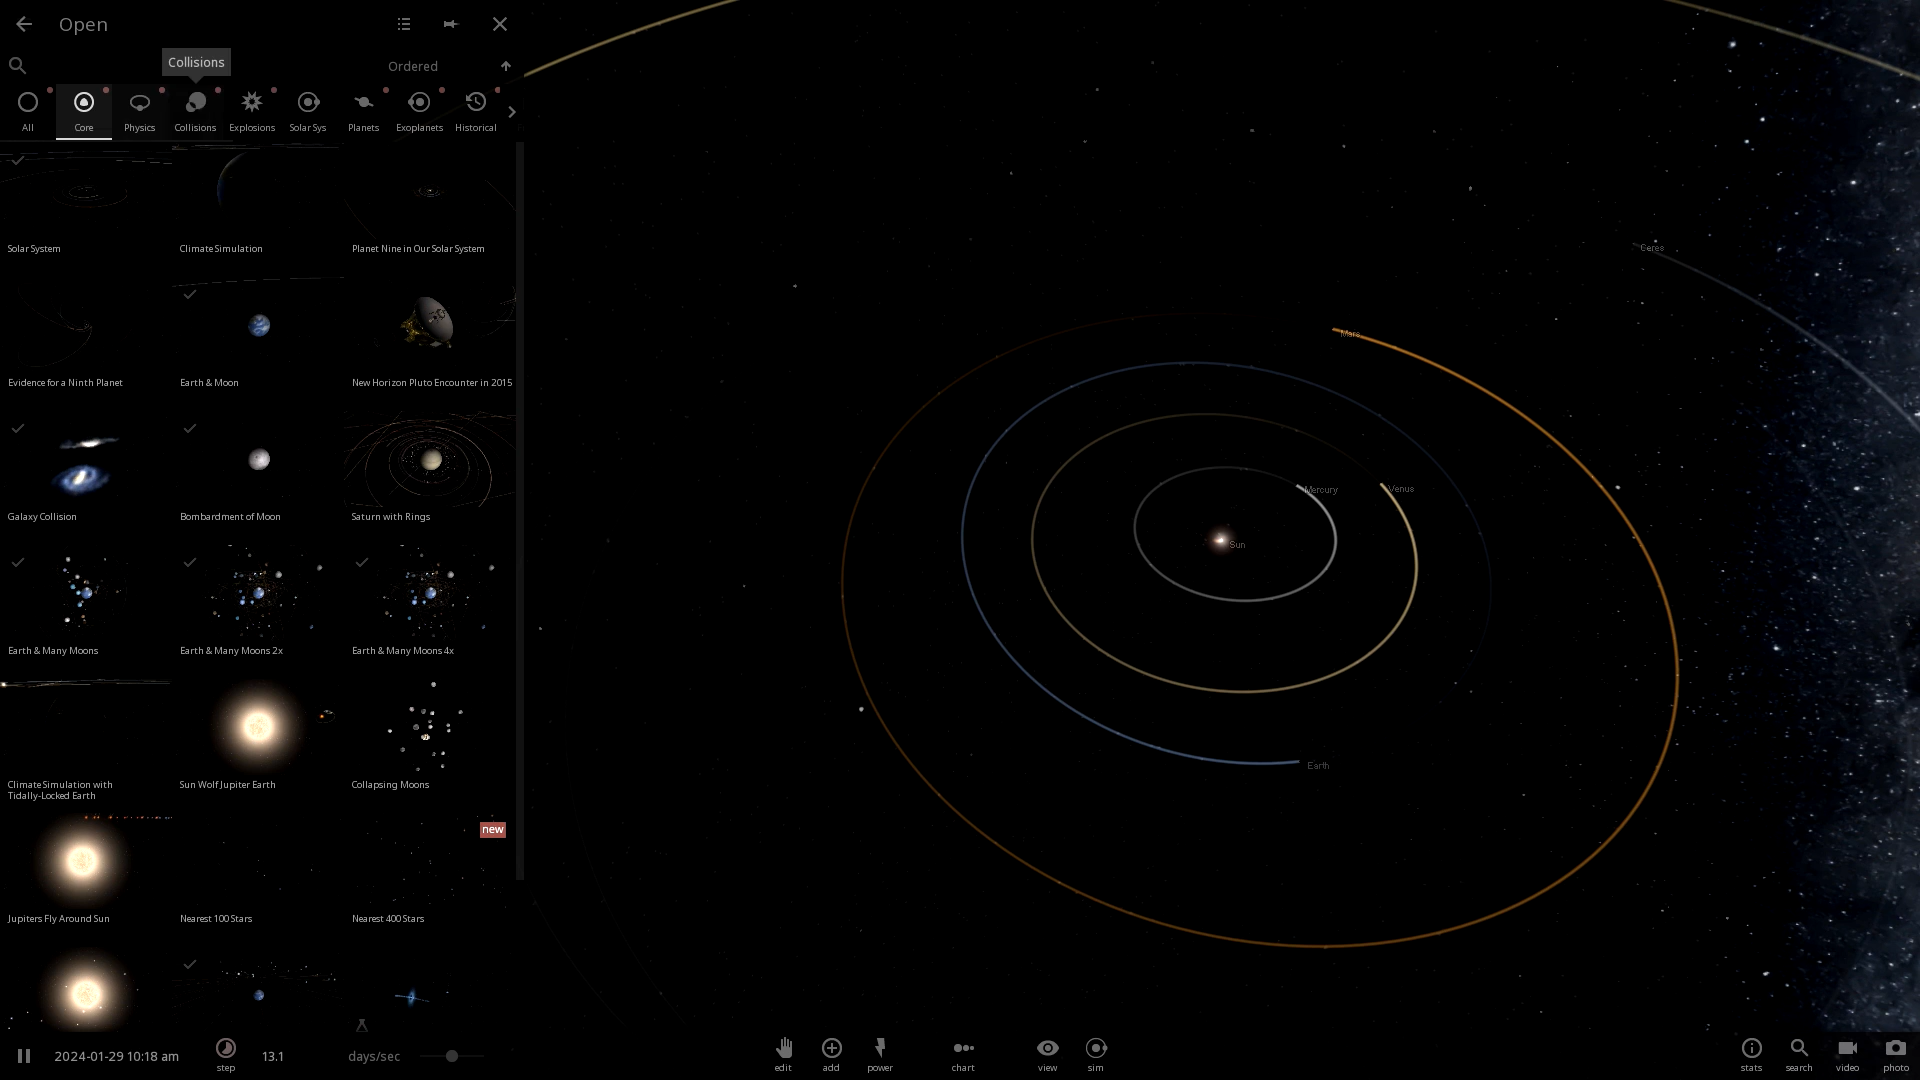 Open
Collisions
Ordered
All
Core
Physics
Collisions
Explosions
Solar Sys
Planets
Exoplanets
Historical
Solar System
Climate Simulation
Planet Nine in Our Solar System
Evidence for a Ninth Planet
Earth & Moon
New Horizon Pluto Encounter in 2015
Galaxy Collision
Bombardment of Moon
Saturn with Rings
Earth & Many Moons
Earth & Many Moons 2x
Earth & Many Moons 4x
Climate Simulation with
Tidally-Locked Earth
Sun Wolf Jupiter Earth
Collapsing Moons
new
Jupiters Fly Around Sun
Nearest 100 Stars
Nearest 400 Stars
Ceres
Mars
Mercury
Venus
Sun
Earth
2024-01-29 10:18 am
step
13.1
days/sec
edit
add
power
chart
view
sim
stats
search
video
photo